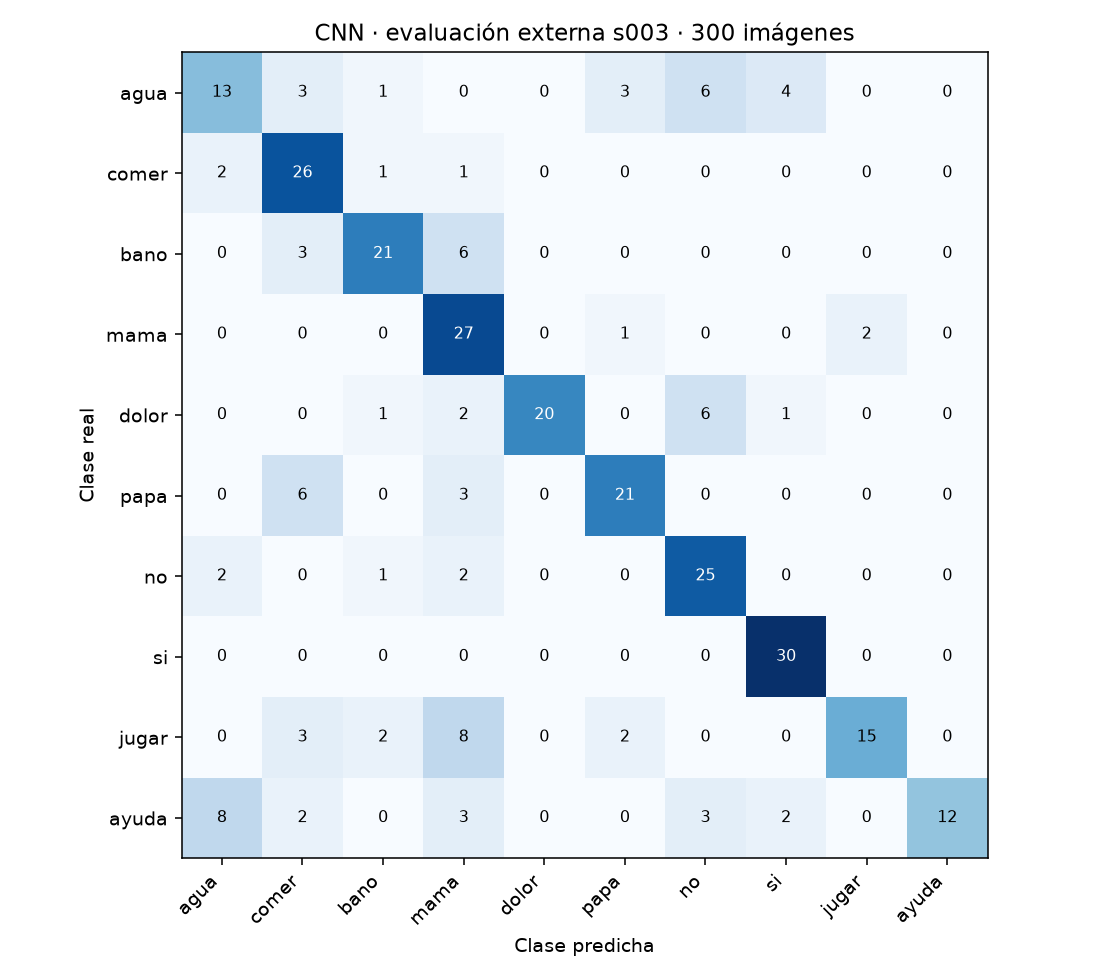 CNN · evaluación externa s003 · 300 imágenes
agua 13 3 1 0 0 3 6 4 0 0
comer 2 26 1 1 0 0 0 0 0 0
bano 0 3 21 6 0 0 0 0 0 0
mama 0 0 0 27 0 1 0 0 2 0
dolor 0 0 1 2 20 0 6 1 0 0
papa 0 6 0 3 0 21 0 0 0 0
no 2 0 1 2 0 0 25 0 0 0
si 0 0 0 0 0 0 0 30 0 0
jugar 0 3 2 8 0 2 0 0 15 0
ayuda 8 2 0 3 0 0 3 2 0 12
Clase real
agua comer bano mama dolor papa no si jugar ayuda
Clase predicha